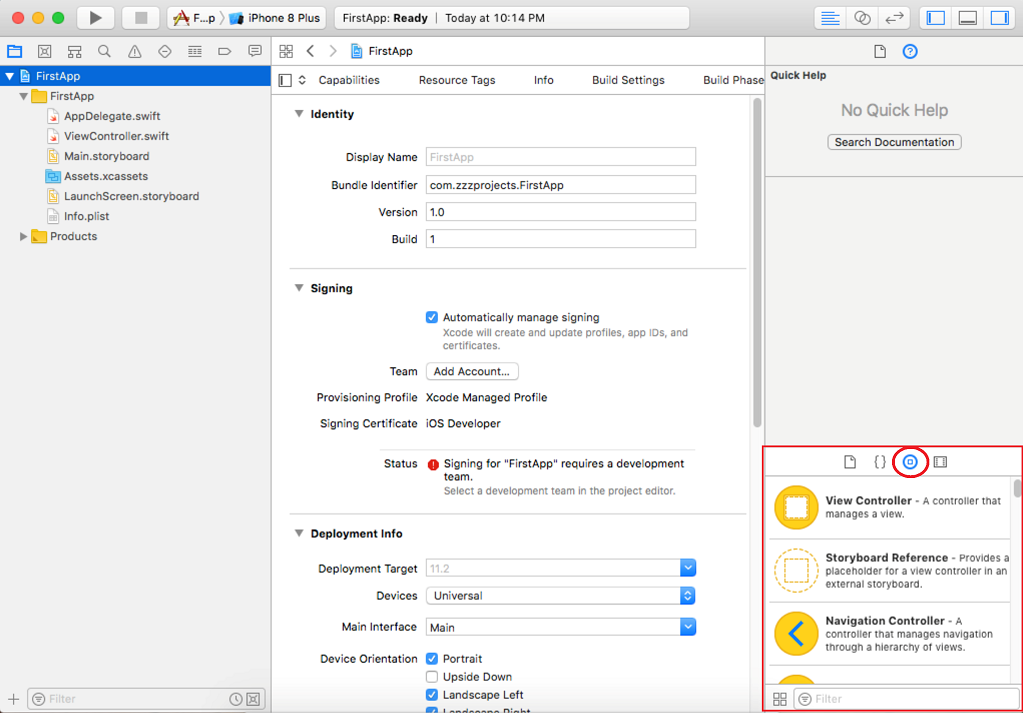 F...p
iPhone 8 Plus
FirstApp: Ready | Today at 10:14 PM
FirstApp
FirstApp
AppDelegate.swift
ViewController.swift
Main.storyboard
Assets.xcassets
LaunchScreen.storyboard
Info.plist
Products
Filter
FirstApp
Capabilities
Resource Tags
Info
Build Settings
Build Phase
Identity
Display Name
FirstApp
Bundle Identifier
com.zzzprojects.FirstApp
Version
1.0
Build
1
Signing
Automatically manage signing
Xcode will create and update profiles, app IDs, and
certificates.
Team
Add Account...
Provisioning Profile
Xcode Managed Profile
Signing Certificate
iOS Developer
Status
Signing for "FirstApp" requires a development
team.
Select a development team in the project editor.
Deployment Info
Deployment Target
11.2
Devices
Universal
Main Interface
Main
Device Orientation
Portrait
Upside Down
Landscape Left
Landscape Right
Quick Help
No Quick Help
Search Documentation
{}
View Controller - A controller that
manages a view.
Storyboard Reference - Provides a
placeholder for a view controller in an
external storyboard.
Navigation Controller - A
controller that manages navigation
through a hierarchy of views.
Filter